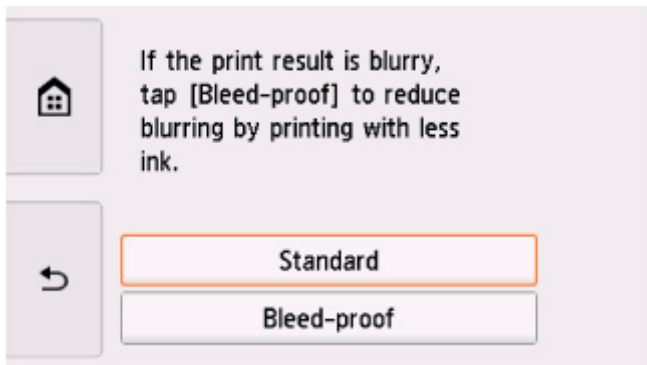 If the print result is blurry,
tap [Bleed-proof] to reduce
blurring by printing with less
ink.
Standard
Bleed-proof